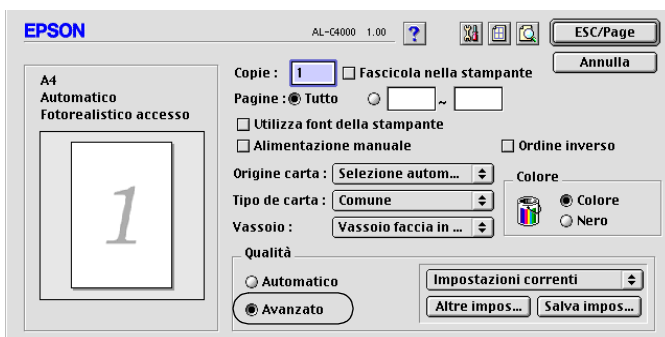 EPSON AL-C4000 1.00 ? ESC/Page
Annulla
A4
Automatico
Fotorealistico accesso
1
Copie : 1 Fascicola nella stampante
Pagine : Tutto ~
Utilizza font della stampante
Alimentazione manuale Ordine inverso
Origine carta : Selezione autom...
Tipo de carta : Comune
Vassoio : Vassoio faccia in ...
Colore
Colore
Nero
Qualità
Automatico
Avanzato
Impostazioni correnti
Altre impos... Salva impos...